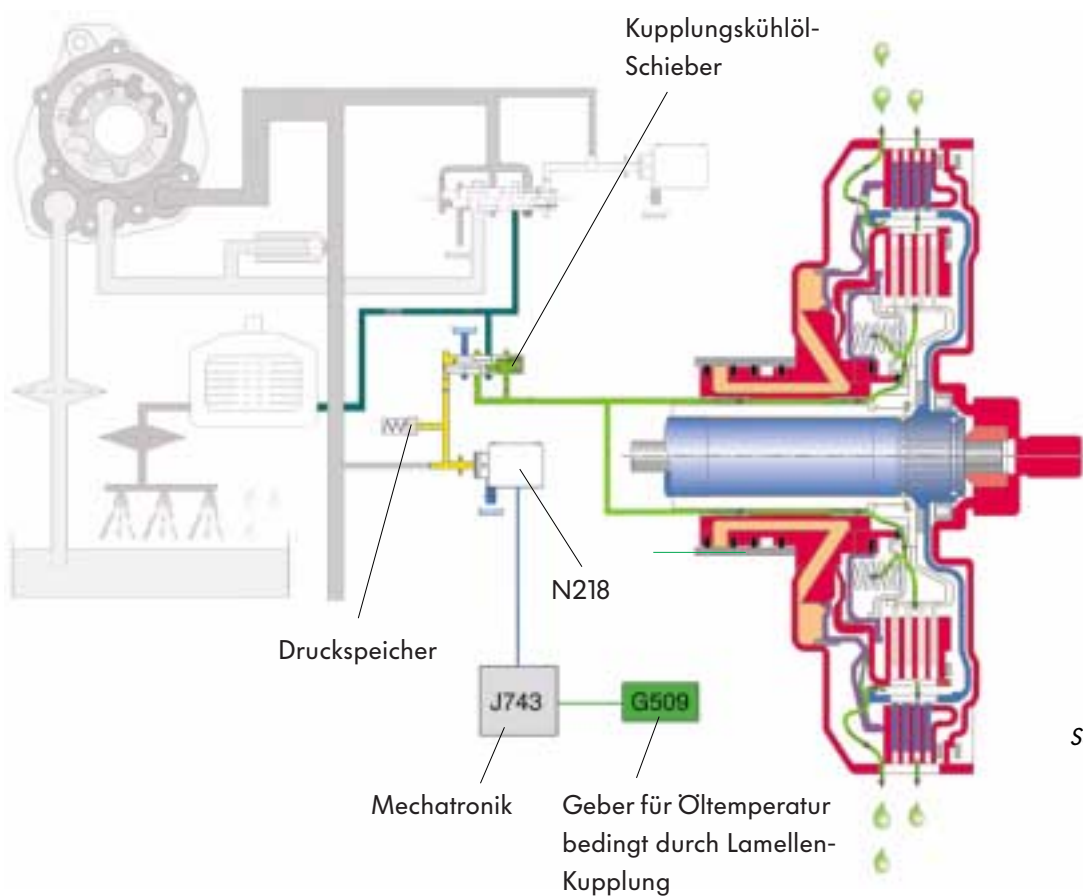 Kupplungskühlöl-
Schieber
N218
Druckspeicher
J743
G509
S
Mechatronik
Geber für Öltemperatur
bedingt durch Lamellen-
Kupplung